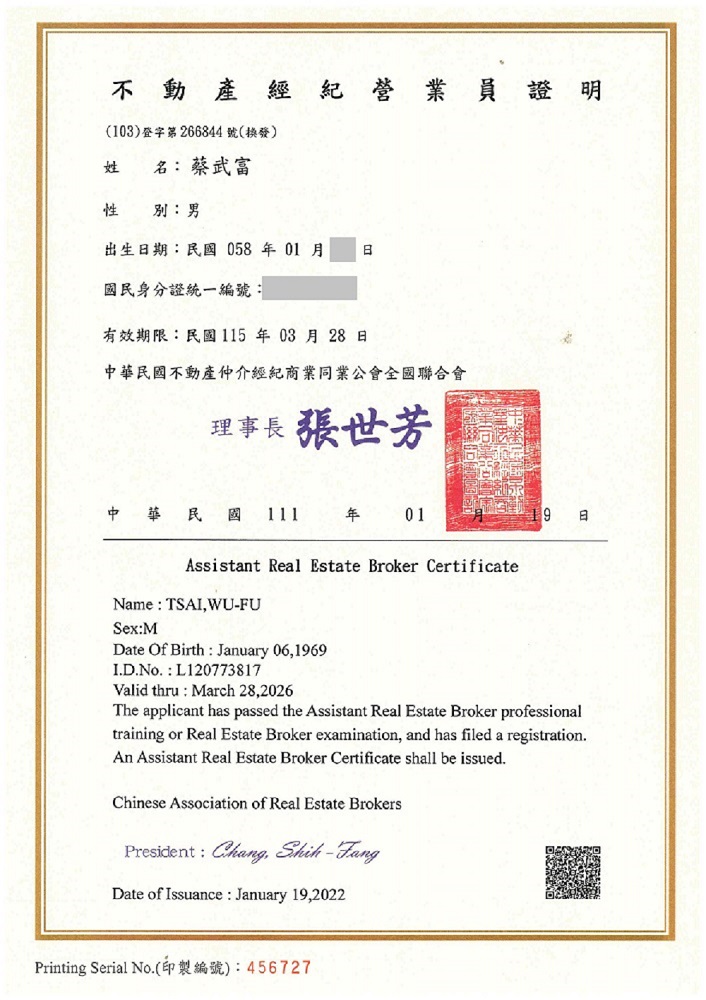 不動產經紀營業員證明
(103)登字第266844號(換發)
姓 名：蔡武富
性 別：男
出生日期：民國 058 年 01 月 日
國民身分證統一編號：
有效期限：民國115 年 03 月 28 日
中華民國不動產仲介經紀商業同業公會全國聯合會
理事長 張世芳
中 華 民 國 111 年 01 月 19 日
Assistant Real Estate Broker Certificate
Name : TSAI,WU-FU
Sex:M
Date Of Birth : January 06,1969
I.D.No. : L120773817
Valid thru : March 28,2026
The applicant has passed the Assistant Real Estate Broker professional
training or Real Estate Broker examination, and has filed a registration.
An Assistant Real Estate Broker Certificate shall be issued.
Chinese Association of Real Estate Brokers
President : Chang, Shih-Fang
Date of Issuance : January 19,2022
Printing Serial No.(印製編號)：456727